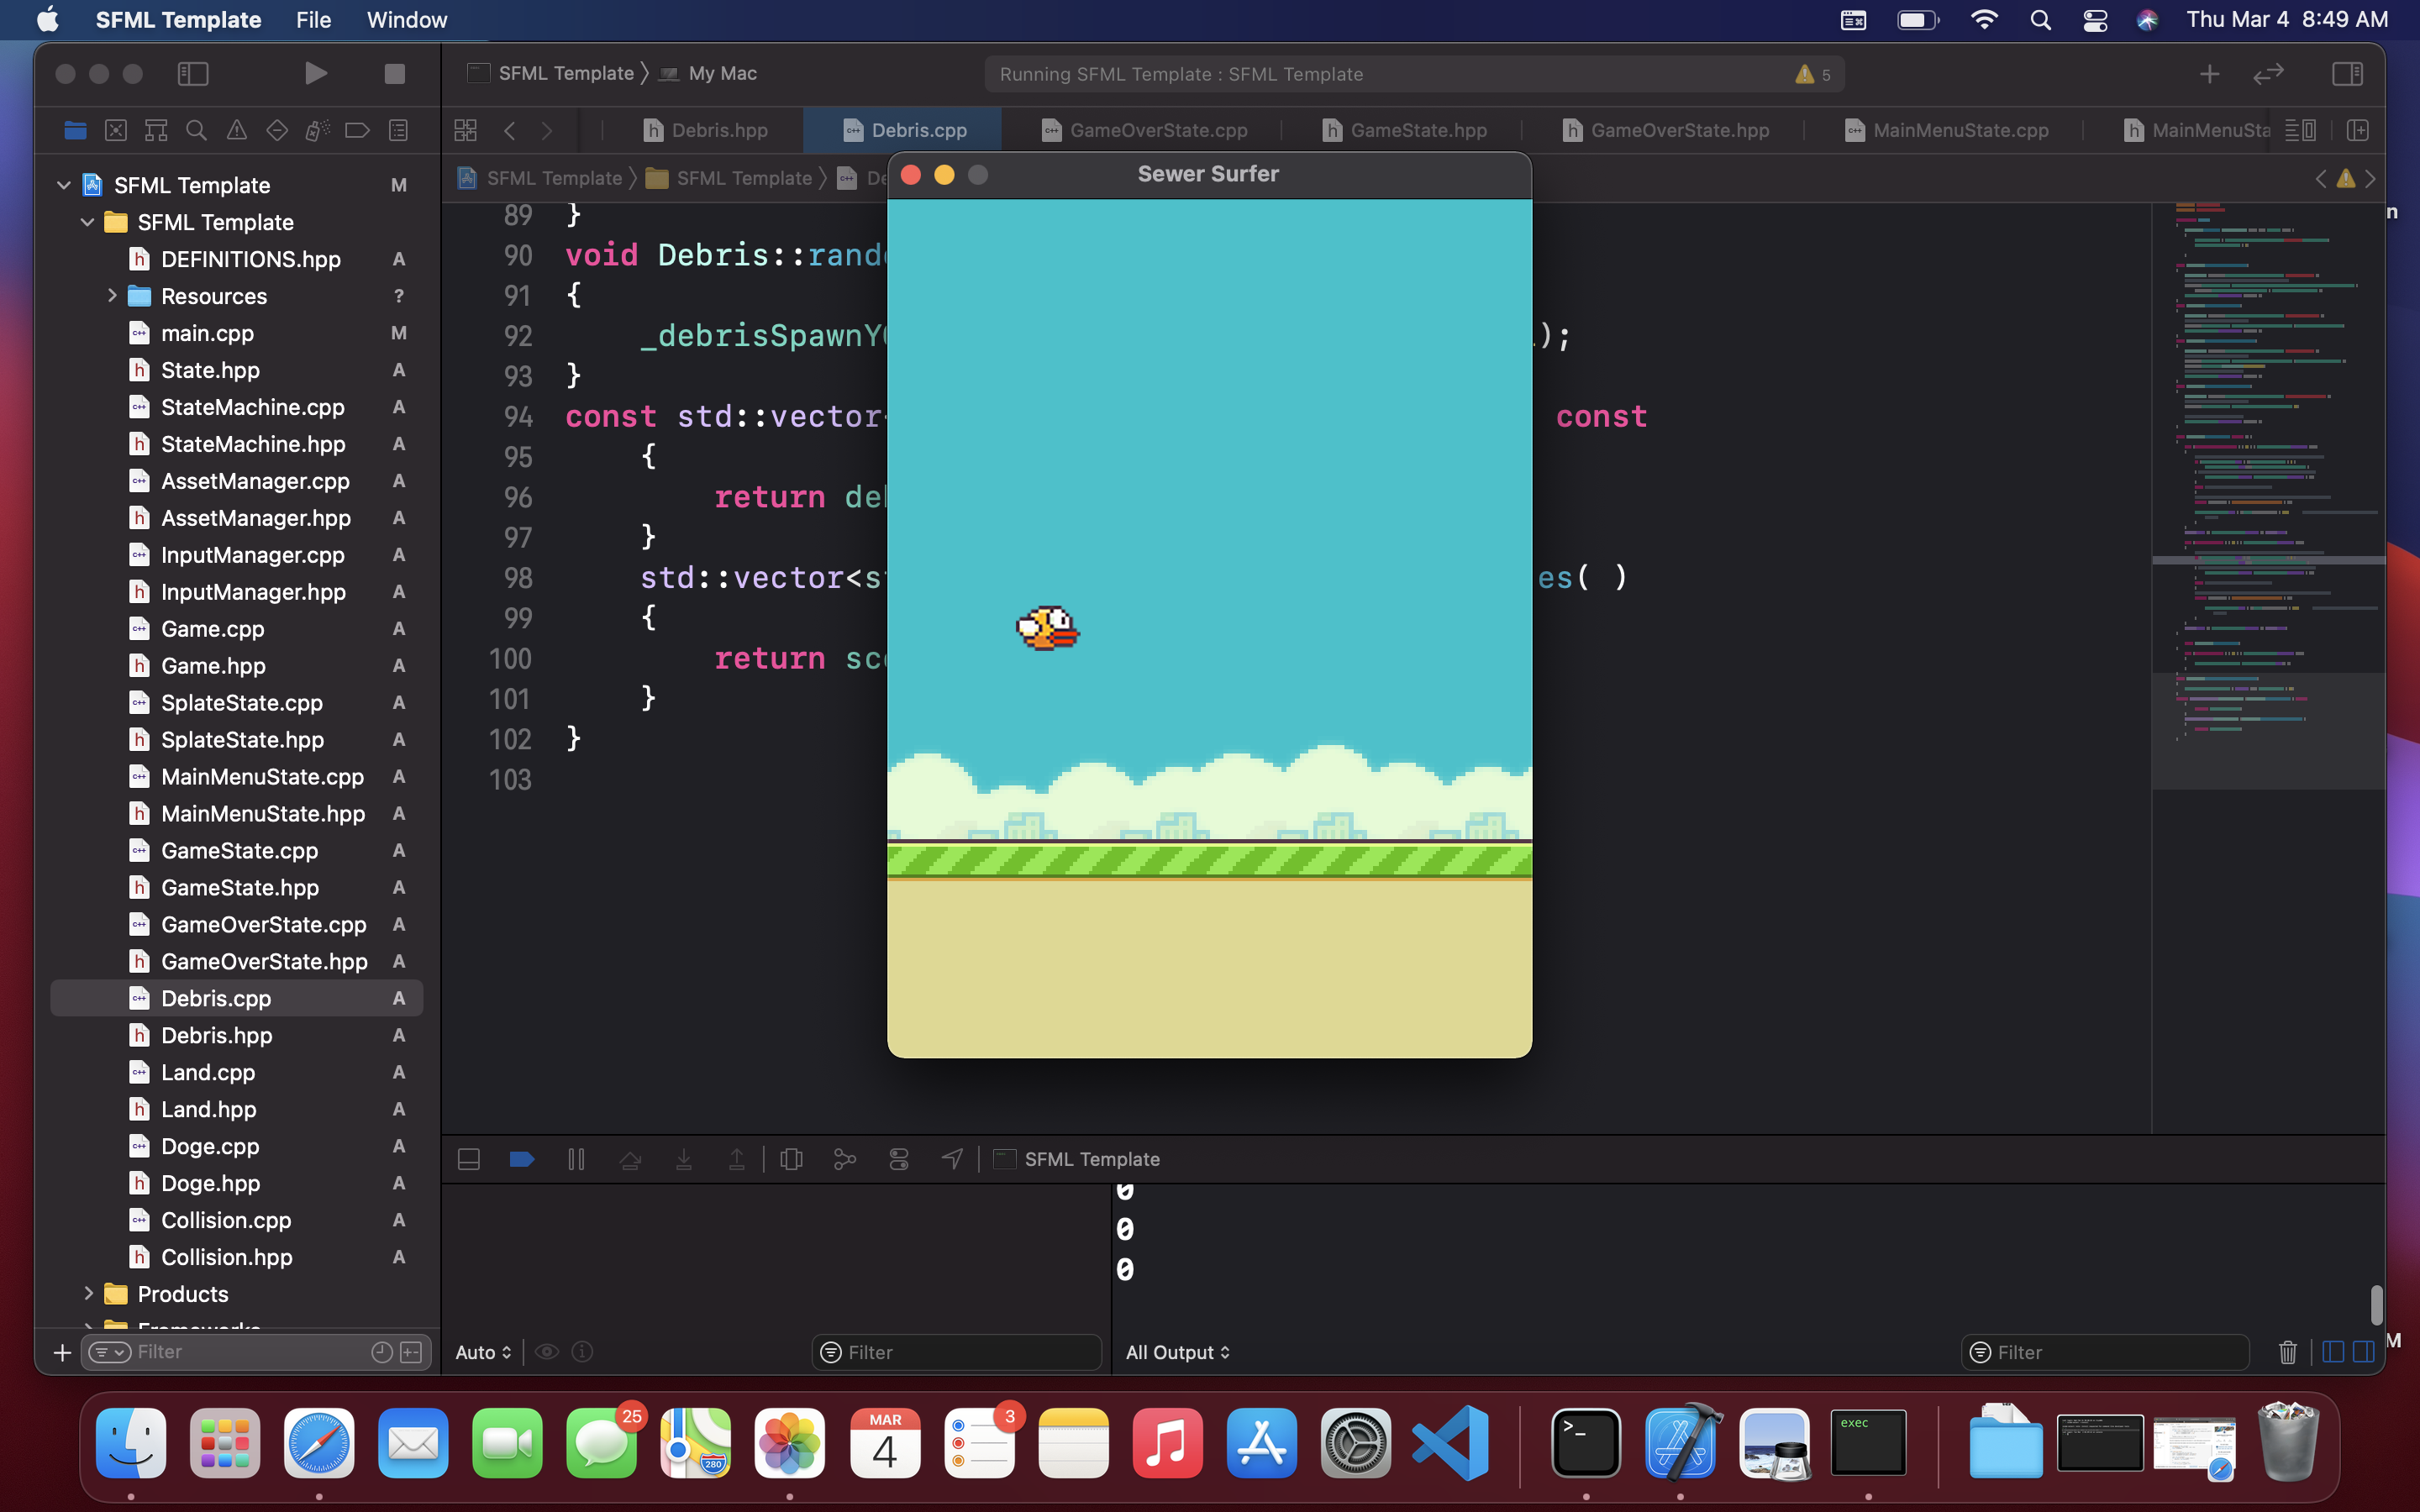 SFML Template File Window Thu Mar 4 8:49 AM
SFML Template My Mac Running SFML Template : SFML Template 5
Debris.hpp Debris.cpp GameOverState.cpp GameState.hpp GameOverState.hpp MainMenuState.cpp MainMenuSta
SFML Template SFML Template De
Sewer Surfer
SFML Template M
SFML Template
DEFINITIONS.hpp A
Resources ?
main.cpp M
State.hpp A
StateMachine.cpp A
StateMachine.hpp A
AssetManager.cpp A
AssetManager.hpp A
InputManager.cpp A
InputManager.hpp A
Game.cpp A
Game.hpp A
SplateState.cpp A
SplateState.hpp A
MainMenuState.cpp A
MainMenuState.hpp A
GameState.cpp A
GameState.hpp A
GameOverState.cpp A
GameOverState.hpp A
Debris.cpp A
Debris.hpp A
Land.cpp A
Land.hpp A
Doge.cpp A
Doge.hpp A
Collision.cpp A
Collision.hpp A
Products
Filter
89 }
90 void Debris::rand
91 {
92 _debrisSpawnY );
93 }
94 const std::vector const
95 {
96 return de
97 }
98 std::vector<s es( )
99 {
100 return sc
101 }
102 }
103
SFML Template
0
0
0
Auto Filter All Output Filter
25 280 MAR 4 3 >_ exec
n
M